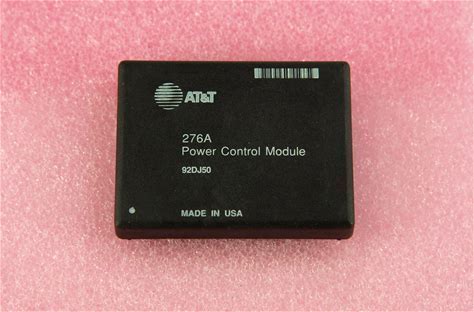 AT&T
276A
Power Control Module
92DJ50
MADE IN USA